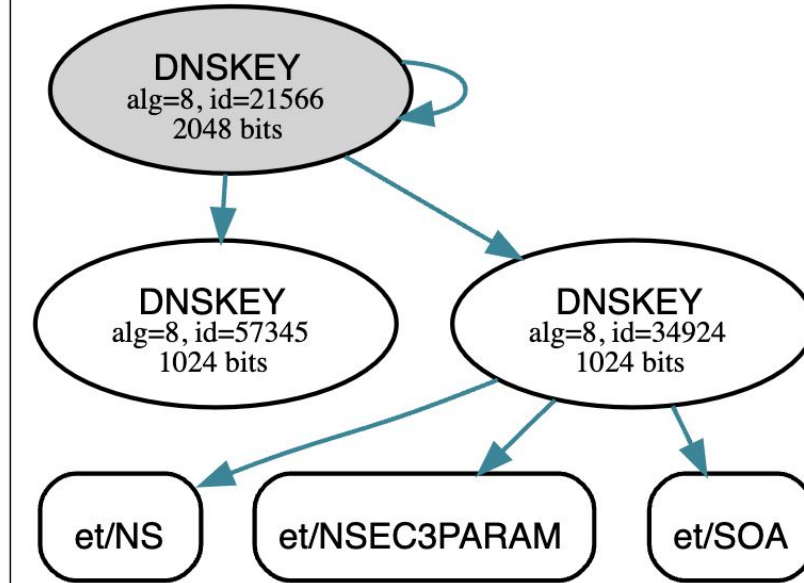 DNSKEY
alg=8, id=21566
2048 bits
DNSKEY
alg=8, id=57345
1024 bits
DNSKEY
alg=8, id=34924
1024 bits
et/NS
et/NSEC3PARAM
et/SOA